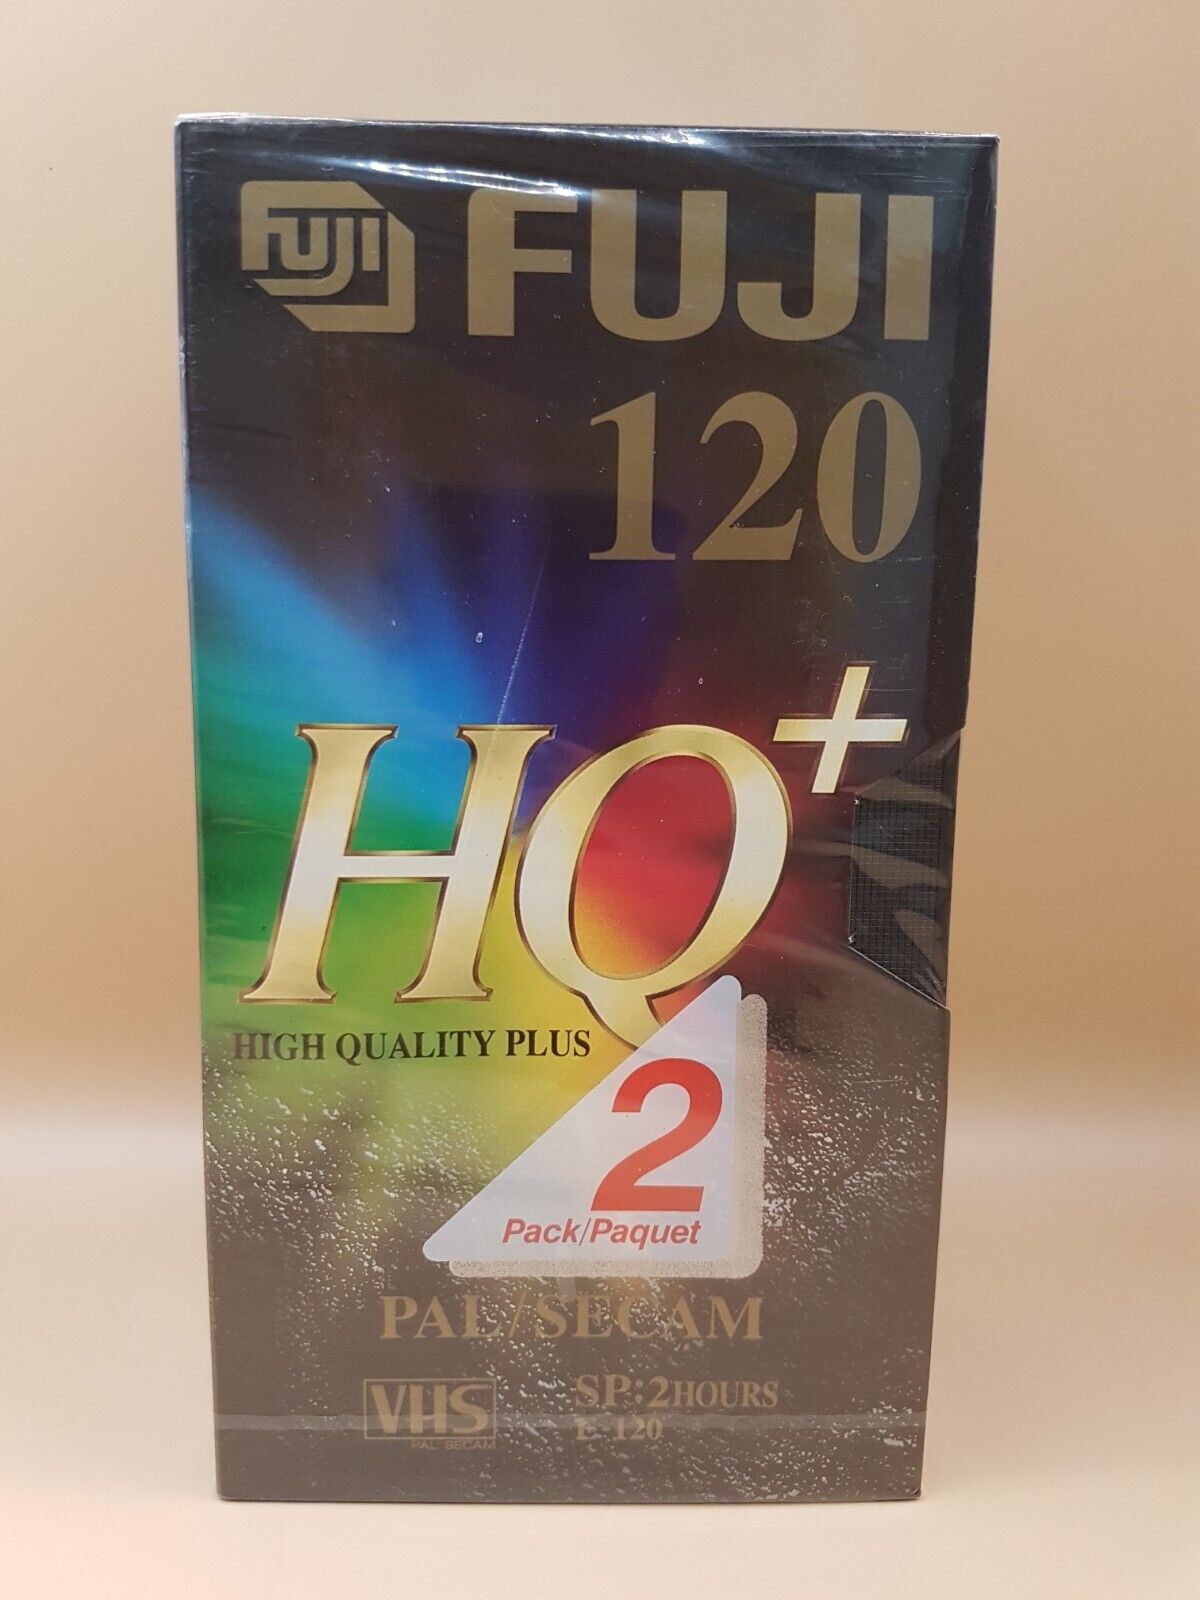 FUJI FUJI
120
HQ+
HIGH QUALITY PLUS
2
Pack/Paquet
PAL/SECAM
VHS SP:2HOURS
PAL SECAM E-120